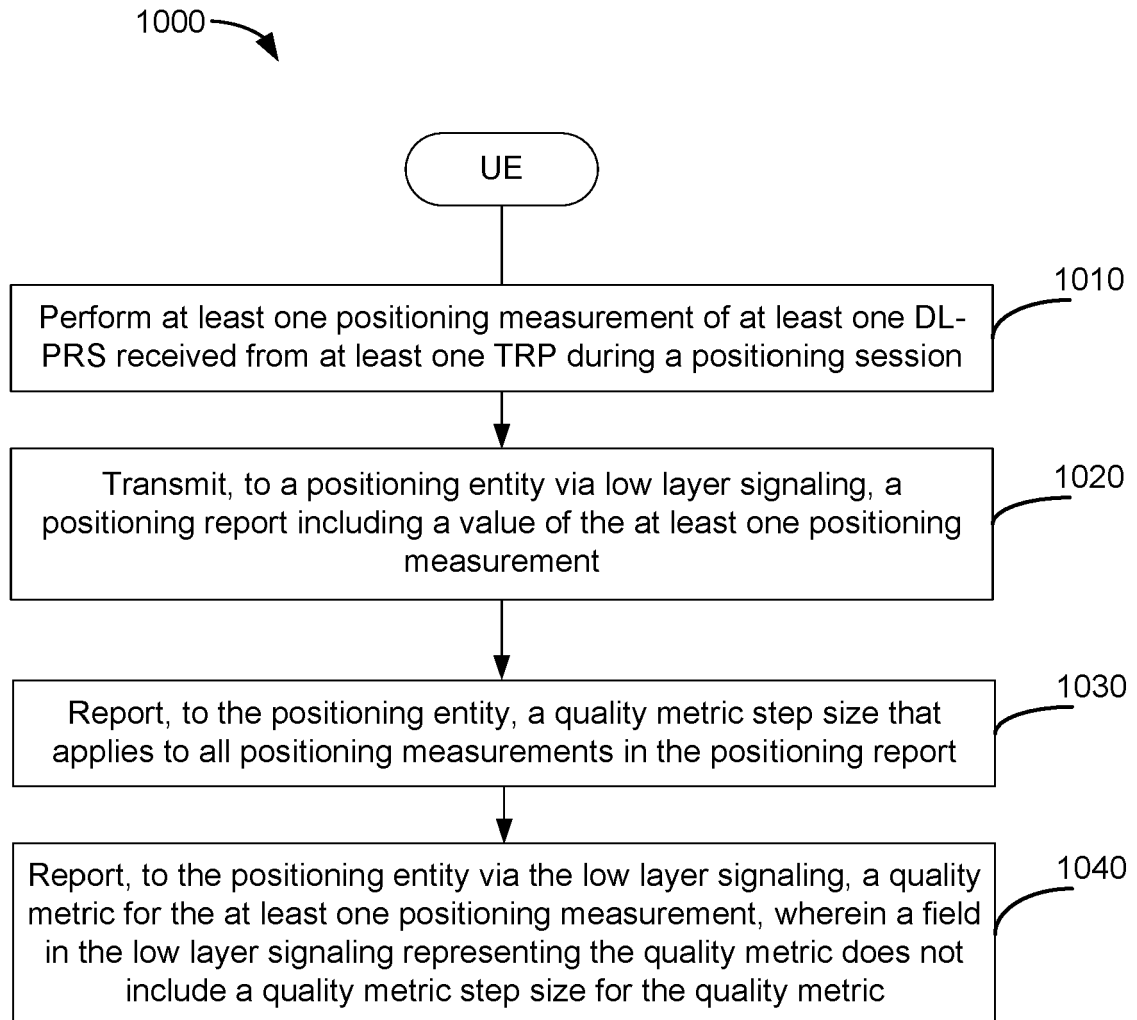 1000
UE
1010
Perform at least one positioning measurement of at least one DL-
PRS received from at least one TRP during a positioning session
1020
Transmit, to a positioning entity via low layer signaling, a
positioning report including a value of the at least one positioning
measurement
1030
Report, to the positioning entity, a quality metric step size that
applies to all positioning measurements in the positioning report
1040
Report, to the positioning entity via the low layer signaling, a quality
metric for the at least one positioning measurement, wherein a field
in the low layer signaling representing the quality metric does not
include a quality metric step size for the quality metric